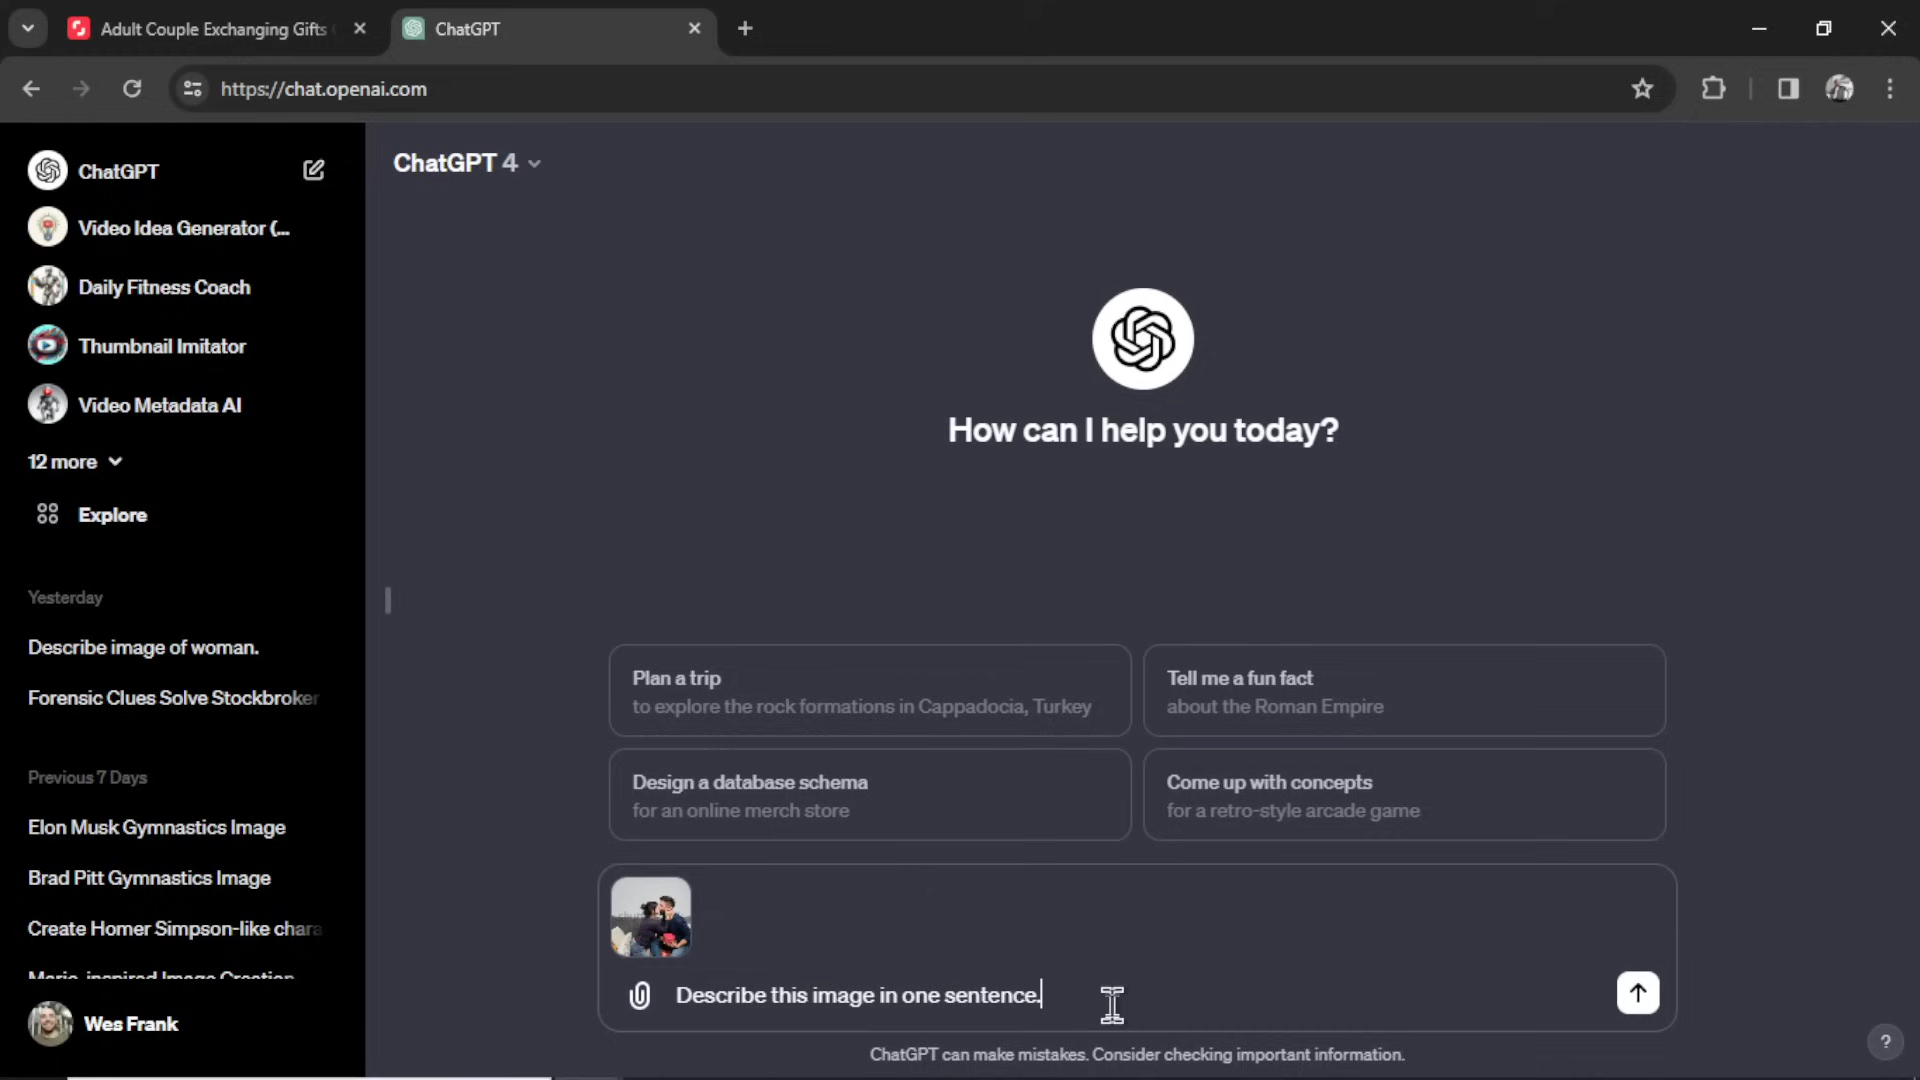 Adult Couple Exchanging Gifts
ChatGPT
https://chat.openai.com
ChatGPT
Video Idea Generator (...
Daily Fitness Coach
Thumbnail Imitator
Video Metadata AI
12 more
Explore
Yesterday
Describe image of woman.
Forensic Clues Solve Stockbroker
Previous 7 Days
Elon Musk Gymnastics Image
Brad Pitt Gymnastics Image
Create Homer Simpson-like chara
Mario-inspired Image Creation
Wes Frank
ChatGPT 4
How can I help you today?
Plan a trip
to explore the rock formations in Cappadocia, Turkey
Tell me a fun fact
about the Roman Empire
Design a database schema
for an online merch store
Come up with concepts
for a retro-style arcade game
Describe this image in one sentence.
ChatGPT can make mistakes. Consider checking important information.
?